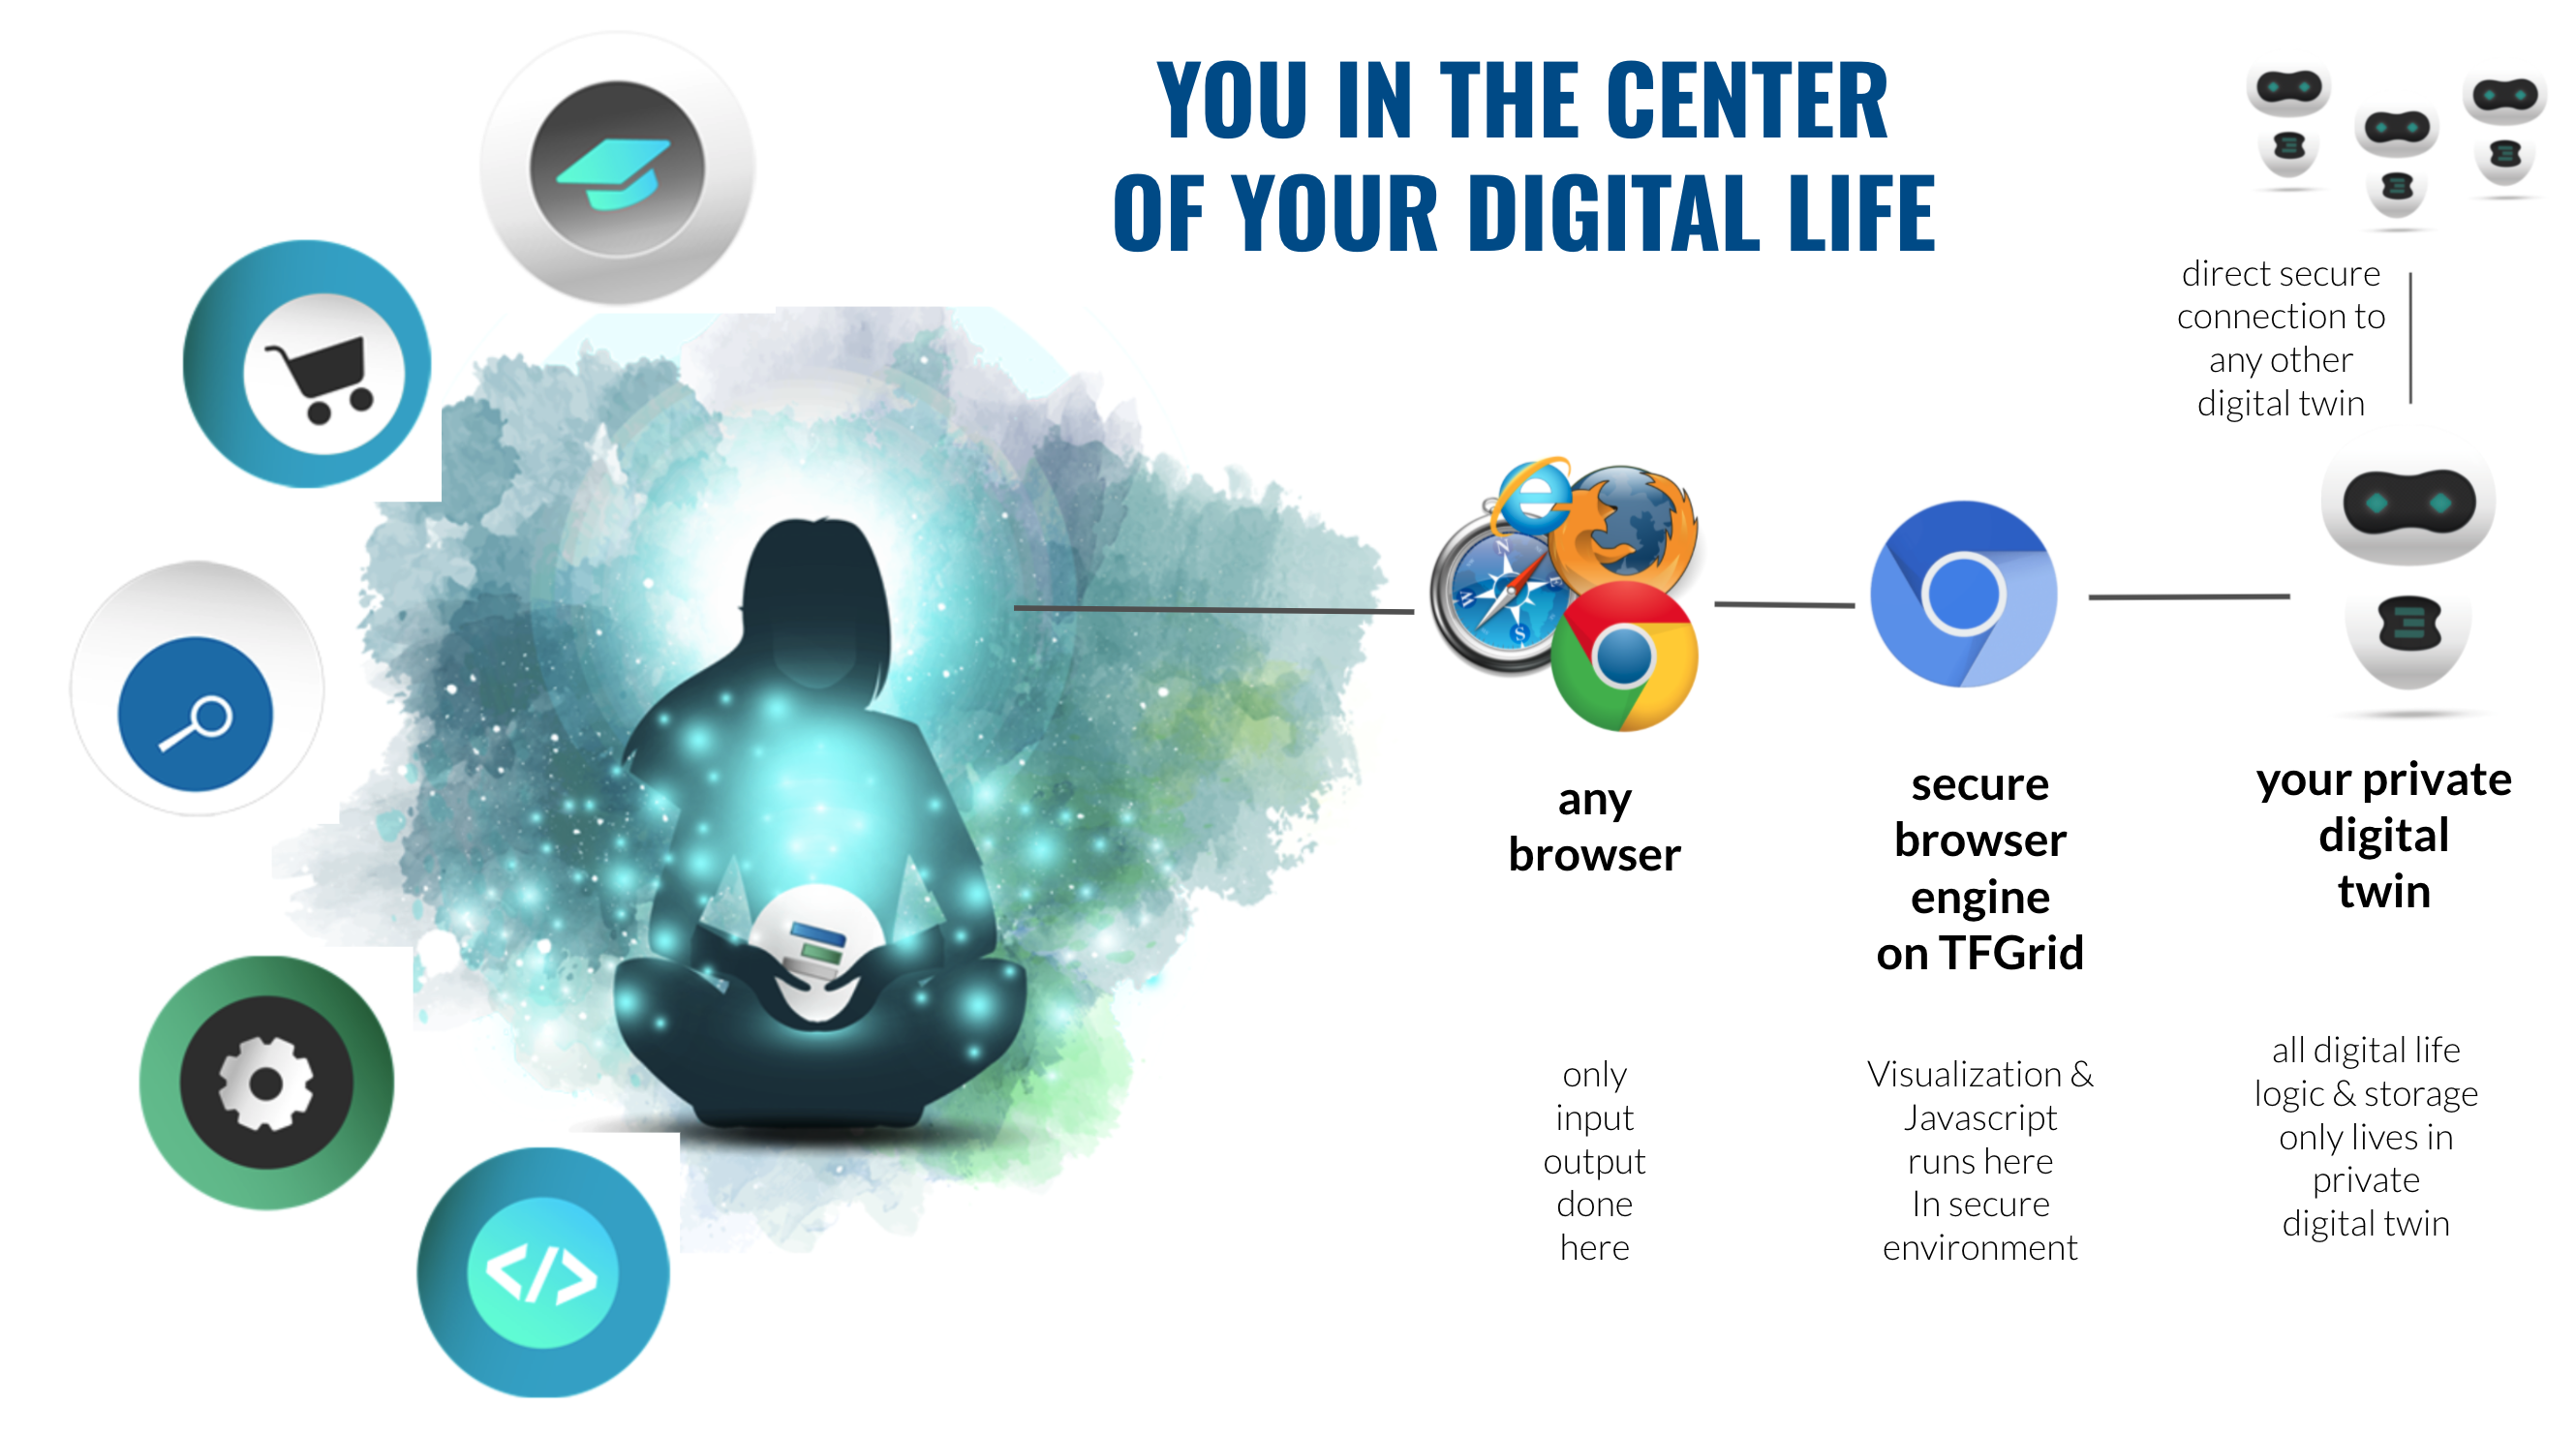 YOU IN THE CENTER
OF YOUR DIGITAL LIFE
direct secure
connection to
any other
digital twin
N
E
S
W
</>
any
browser
secure
browser
engine
on TFGrid
your private
digital
twin
only
input
output
done
here
Visualization &
Javascript
runs here
In secure
environment
all digital life
logic & storage
only lives in
private
digital twin